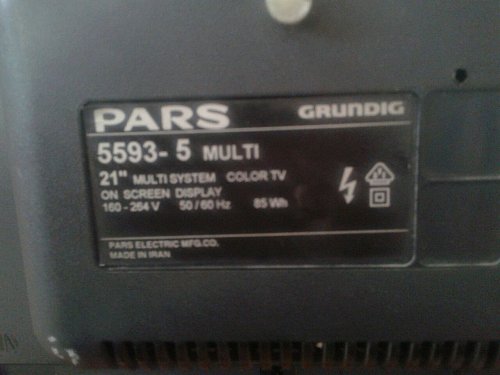 PARS GRUNDIG
5593-5 MULTI
21" MULTI SYSTEM COLOR TV
ON SCREEN DISPLAY
160-264 V 50/60 Hz 85 Wh
PARS ELECTRIC MFG.CO.
MADE IN IRAN